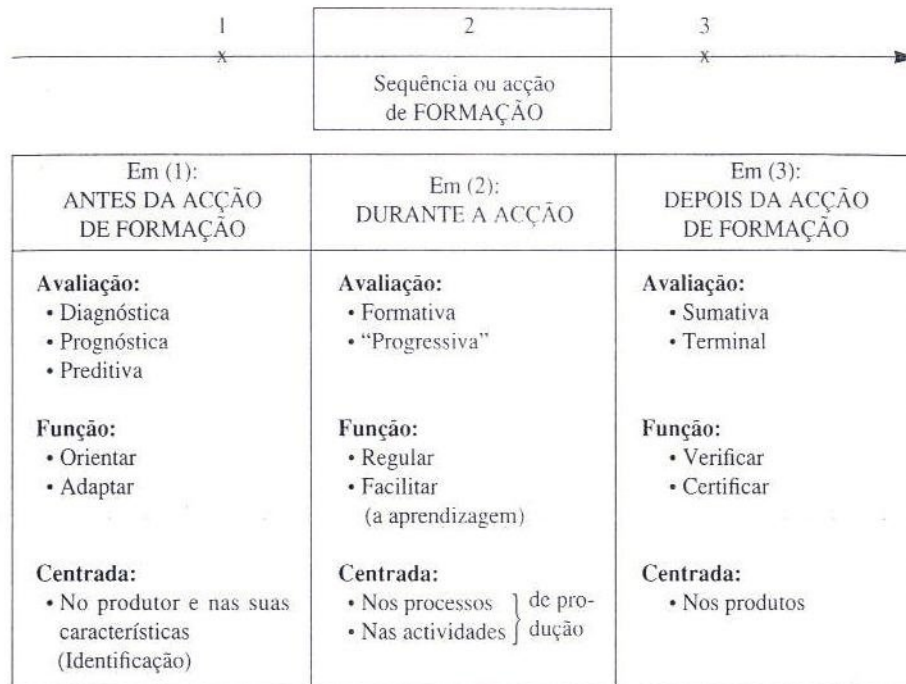 1
2
3
x
x
Sequência ou acção
de FORMAÇÃO
Em (1):
ANTES DA ACÇÃO
DE FORMAÇÃO
Em (2):
DURANTE A ACÇÃO
Em (3):
DEPOIS DA ACÇÃO
DE FORMAÇÃO
Avaliação:
• Diagnóstica
• Prognóstica
• Preditiva
Função:
• Orientar
• Adaptar
Centrada:
• No produtor e nas suas
características
(Identificação)
Avaliação:
• Formativa
• “Progressiva”
Função:
• Regular
• Facilitar
(a aprendizagem)
Centrada:
• Nos processos
• Nas actividades
de pro-
dução
Avaliação:
• Sumativa
• Terminal
Função:
• Verificar
• Certificar
Centrada:
• Nos produtos